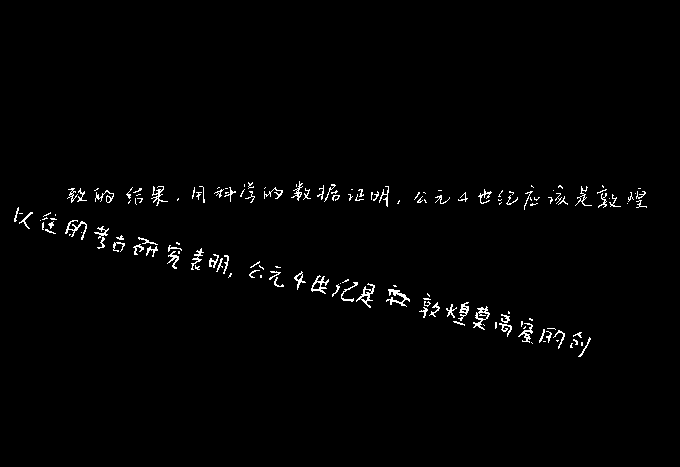 致的结果,用科学的数据证明,公元4世纪应该是敦煌
以往的考古研究表明,公元4世纪是敦煌莫高窟的创